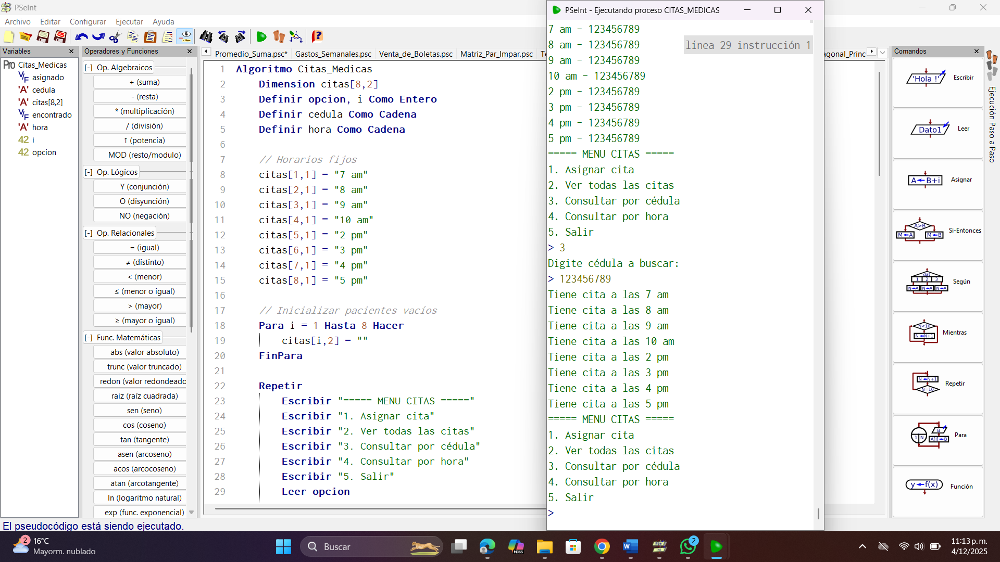 PSeInt
Archivo Editar Configurar Ejecutar Ayuda
Variables
Pro Citas_Medicas
V/F asignado
'A' cedula
'A' citas[8,2]
V/F encontrado
'A' hora
42 i
42 opcion
Operadores y Funciones
[-] Op. Algebraicos
+ (suma)
- (resta)
* (multiplicación)
/ (división)
↑ (potencia)
MOD (resto/modulo)
[-] Op. Lógicos
Y (conjunción)
O (disyunción)
NO (negación)
[-] Op. Relacionales
= (igual)
≠ (distinto)
< (menor)
≤ (menor o igual)
> (mayor)
≥ (mayor o igual)
[-] Func. Matemáticas
abs (valor absoluto)
trunc (valor truncado)
redon (valor redondeado
raiz (raíz cuadrada)
sen (seno)
cos (coseno)
tan (tangente)
asen (arcoseno)
acos (arcocoseno)
atan (arcotangente)
ln (logaritmo natural)
exp (func. exponencial)
Promedio_Suma.psc* Gastos_Semanales.psc Venta_de_Boletas.psc Matriz_Par_Impar.psc Te agonal_Princ
1 Algoritmo Citas_Medicas
2 Dimension citas[8,2]
3 Definir opcion, i Como Entero
4 Definir cedula Como Cadena
5 Definir hora Como Cadena
6
7 // Horarios fijos
8 citas[1,1] = "7 am"
9 citas[2,1] = "8 am"
10 citas[3,1] = "9 am"
11 citas[4,1] = "10 am"
12 citas[5,1] = "2 pm"
13 citas[6,1] = "3 pm"
14 citas[7,1] = "4 pm"
15 citas[8,1] = "5 pm"
16
17 // Inicializar pacientes vacíos
18 Para i = 1 Hasta 8 Hacer
19 citas[i,2] = ""
20 FinPara
21
22 Repetir
23 Escribir "===== MENU CITAS ====="
24 Escribir "1. Asignar cita"
25 Escribir "2. Ver todas las citas"
26 Escribir "3. Consultar por cédula"
27 Escribir "4. Consultar por hora"
28 Escribir "5. Salir"
29 Leer opcion
PSeInt - Ejecutando proceso CITAS_MEDICAS
línea 29 instrucción 1
7 am - 123456789
8 am - 123456789
9 am - 123456789
10 am - 123456789
2 pm - 123456789
3 pm - 123456789
4 pm - 123456789
5 pm - 123456789
===== MENU CITAS =====
1. Asignar cita
2. Ver todas las citas
3. Consultar por cédula
4. Consultar por hora
5. Salir
> 3
Digite cédula a buscar:
> 123456789
Tiene cita a las 7 am
Tiene cita a las 8 am
Tiene cita a las 9 am
Tiene cita a las 10 am
Tiene cita a las 2 pm
Tiene cita a las 3 pm
Tiene cita a las 4 pm
Tiene cita a las 5 pm
===== MENU CITAS =====
1. Asignar cita
2. Ver todas las citas
3. Consultar por cédula
4. Consultar por hora
5. Salir
>
Comandos
'Hola !' Escribir
Dato1 Leer
A←B+i Asignar
A>B M←A M←B Si-Entonces
dat 1 2 3 N←A N←A N←A Según
N<10 N←N+1 Mientras
N←N+1 N=10 Repetir
i 1 N B A[i]←B Para
y←f(x) Función
Ejecución Paso a Paso
El pseudocódigo está siendo ejecutado.
2 16°C
Mayorm. nublado
Buscar
M365
W
PSe Int
2
11:13 p. m.
4/12/2025